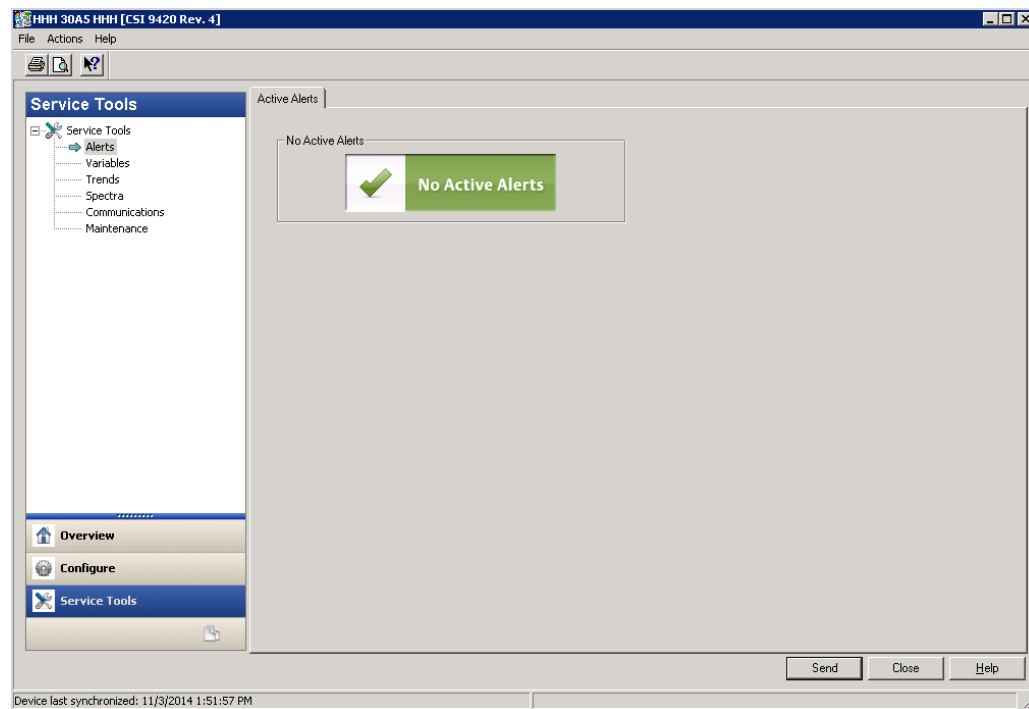 HHH 30A5 HHH [CSI 9420 Rev. 4]
File Actions Help
Service Tools
Service Tools
Alerts
Variables
Trends
Spectra
Communications
Maintenance
Overview
Configure
Service Tools
Active Alerts
No Active Alerts
No Active Alerts
Send Close Help
Device last synchronized: 11/3/2014 1:51:57 PM